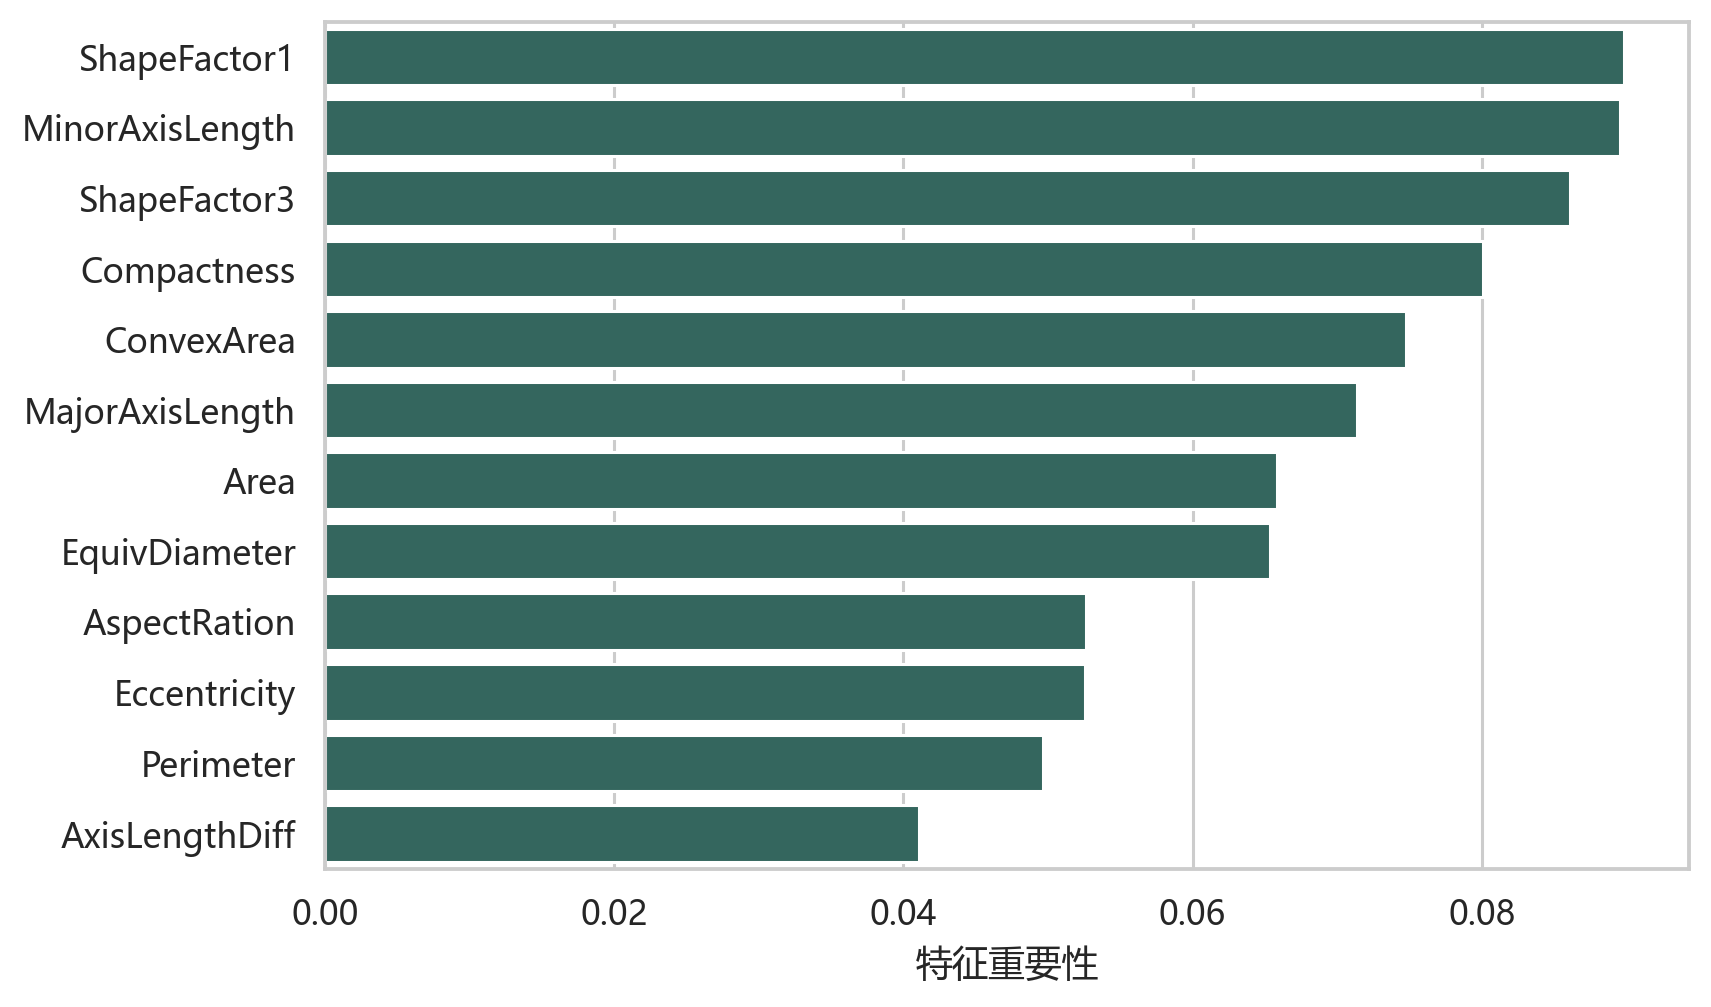 ShapeFactor1
MinorAxisLength
ShapeFactor3
Compactness
ConvexArea
MajorAxisLength
Area
EquivDiameter
AspectRation
Eccentricity
Perimeter
AxisLengthDiff
0.00 0.02 0.04 0.06 0.08
特征重要性